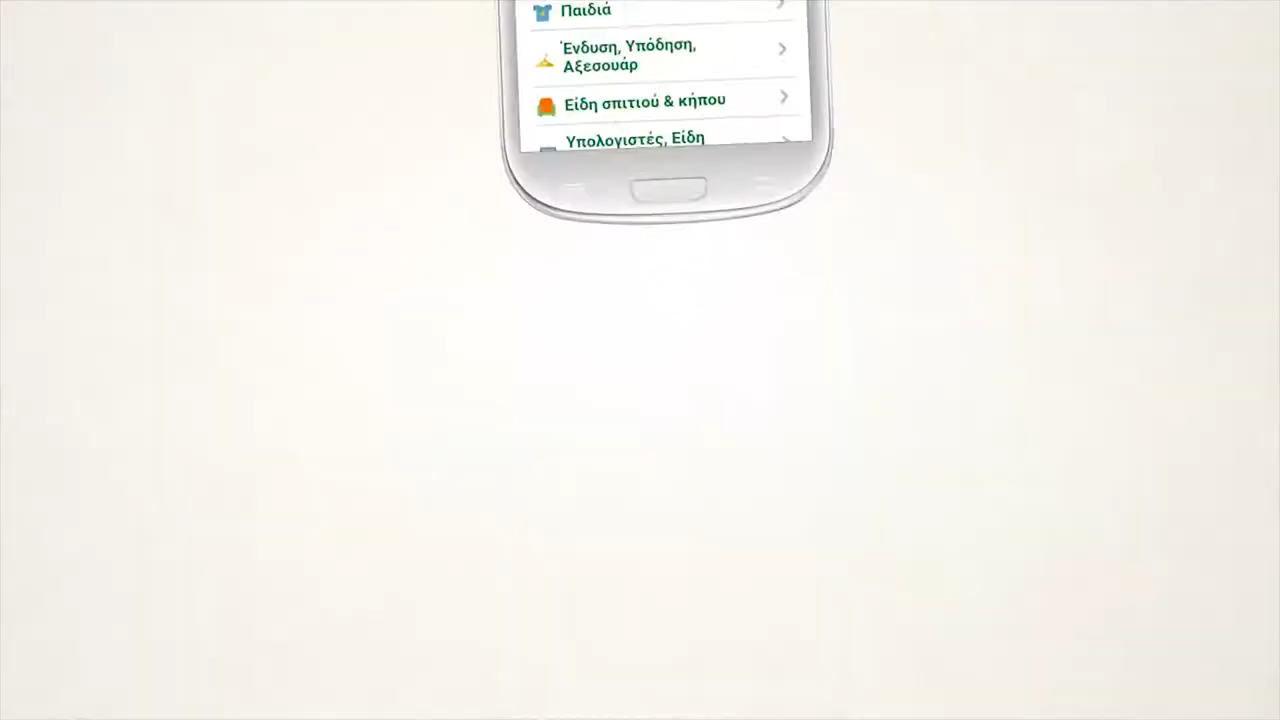 Παιδιά
Ένδυση, Υπόδηση,
Αξεσουάρ
Είδη σπιτιού & κήπου
Υπολογιστές, Είδη